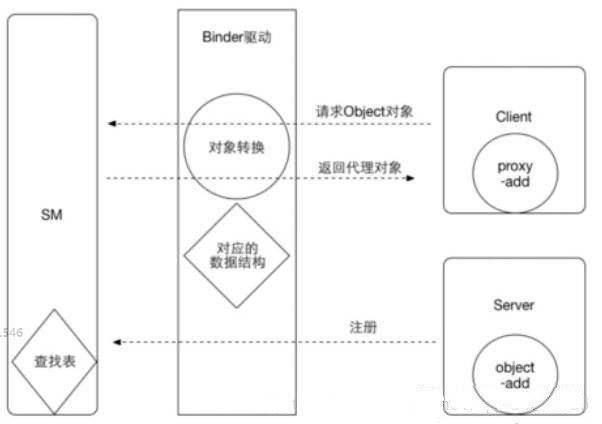 Binder驱动
请求Object对象
Client
对象转换
proxy
-add
返回代理对象
SM
对应的
数据结构
Server
注册
1546
查找表
object
-add